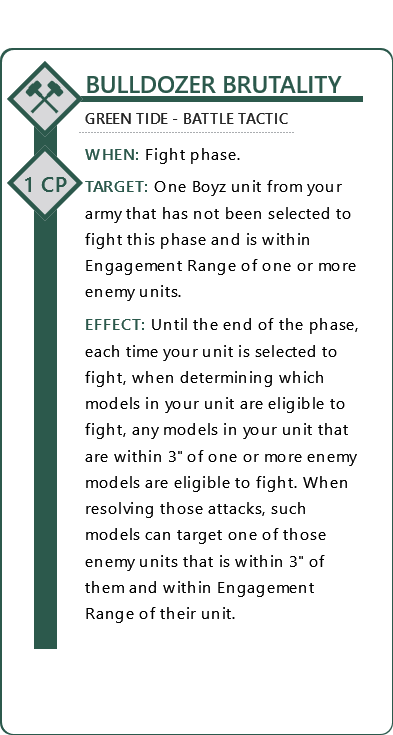 BULLDOZER BRUTALITY
GREEN TIDE - BATTLE TACTIC
WHEN: Fight phase.
1 CP
TARGET: One Boyz unit from your
army that has not been selected to
fight this phase and is within
Engagement Range of one or more
enemy units.
EFFECT: Until the end of the phase,
each time your unit is selected to
fight, when determining which
models in your unit are eligible to
fight, any models in your unit that
are within 3" of one or more enemy
models are eligible to fight. When
resolving those attacks, such
models can target one of those
enemy units that is within 3" of
them and within Engagement
Range of their unit.